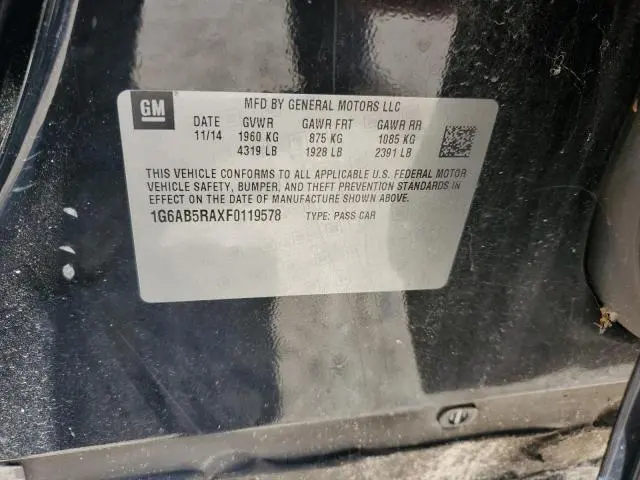 GM
MFD BY GENERAL MOTORS LLC
DATE GVWR GAWR FRT GAWR RR
11/14 1960 KG 875 KG 1085 KG
4319 LB 1928 LB 2391 LB
THIS VEHICLE CONFORMS TO ALL APPLICABLE U.S. FEDERAL MOTOR
VEHICLE SAFETY, BUMPER, AND THEFT PREVENTION STANDARDS IN
EFFECT ON THE DATE OF MANUFACTURE SHOWN ABOVE.
1G6AB5RAXF0119578 TYPE: PASS CAR